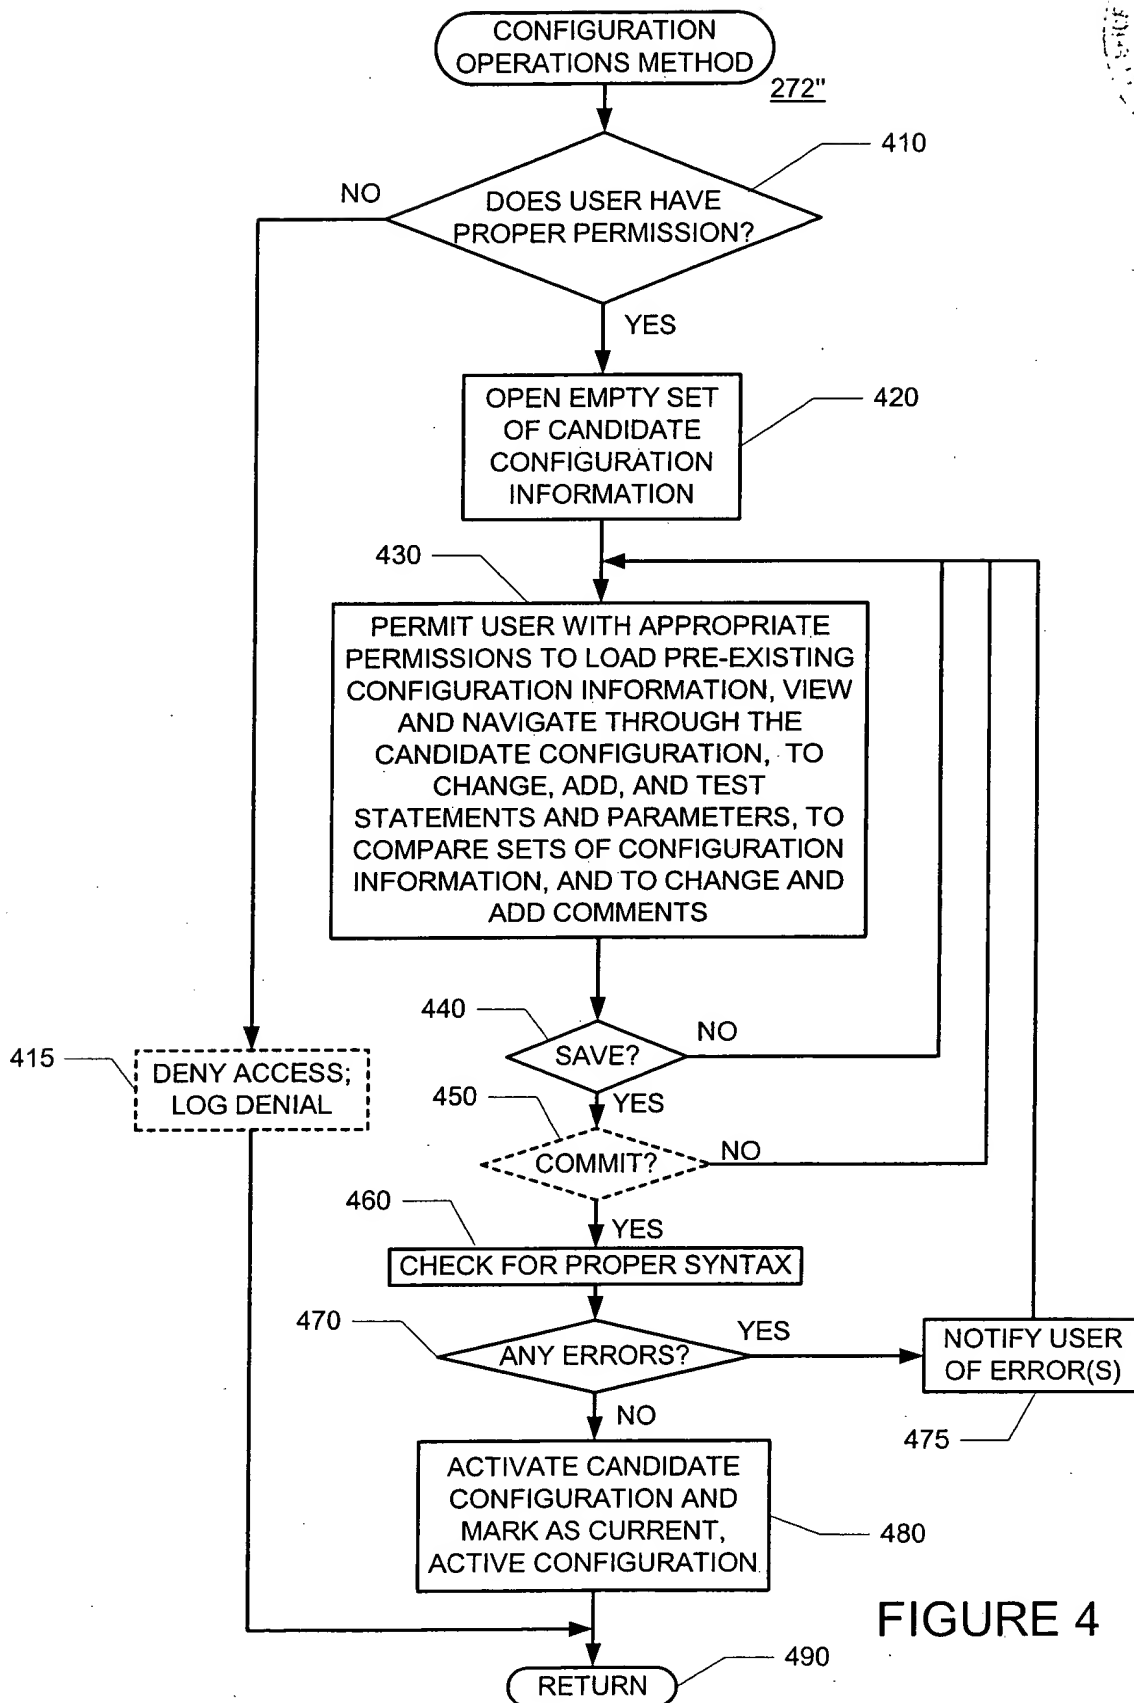 CONFIGURATION
OPERATIONS METHOD
272"
410
NO
DOES USER HAVE
PROPER PERMISSION?
YES
OPEN EMPTY SET
OF CANDIDATE
CONFIGURATION
INFORMATION
420
430
PERMIT USER WITH APPROPRIATE
PERMISSIONS TO LOAD PRE-EXISTING
CONFIGURATION INFORMATION, VIEW
AND NAVIGATE THROUGH THE
CANDIDATE CONFIGURATION, TO
CHANGE, ADD, AND TEST
STATEMENTS AND PARAMETERS, TO
COMPARE SETS OF CONFIGURATION
INFORMATION, AND TO CHANGE AND
ADD COMMENTS
440
SAVE?
NO
415
DENY ACCESS;
LOG DENIAL
YES
450
COMMIT?
NO
460
YES
CHECK FOR PROPER SYNTAX
470
ANY ERRORS?
YES
NOTIFY USER
OF ERROR(S)
475
NO
ACTIVATE CANDIDATE
CONFIGURATION AND
MARK AS CURRENT,
ACTIVE CONFIGURATION
480
FIGURE 4
490
RETURN